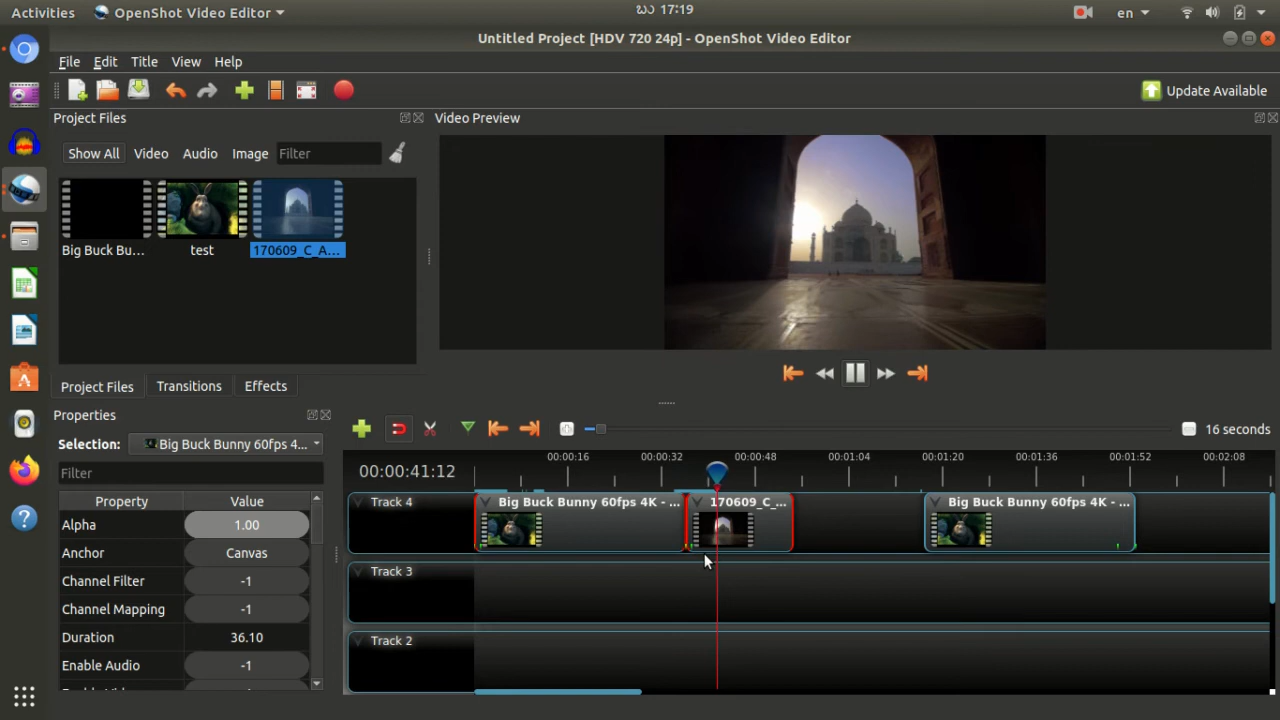 Activities OpenShot Video Editor ອາ 17:19 en
Untitled Project [HDV 720 24p] - OpenShot Video Editor
File Edit Title View Help
Update Available
Project Files
Video Preview
Show All Video Audio Image Filter
Big Buck Bu... test 170609_C_A...
Project Files Transitions Effects
Properties
Selection: Big Buck Bunny 60fps 4...
16 seconds
Filter
00:00:41:12
00:00:16 00:00:32 00:00:48 00:01:04 00:01:20 00:01:36 00:01:52 00:02:08
Property Value
Alpha 1.00
Anchor Canvas
Channel Filter -1
Channel Mapping -1
Duration 36.10
Enable Audio -1
Track 4
Big Buck Bunny 60fps 4K - ...
170609_C_...
Big Buck Bunny 60fps 4K - ...
Track 3
Track 2